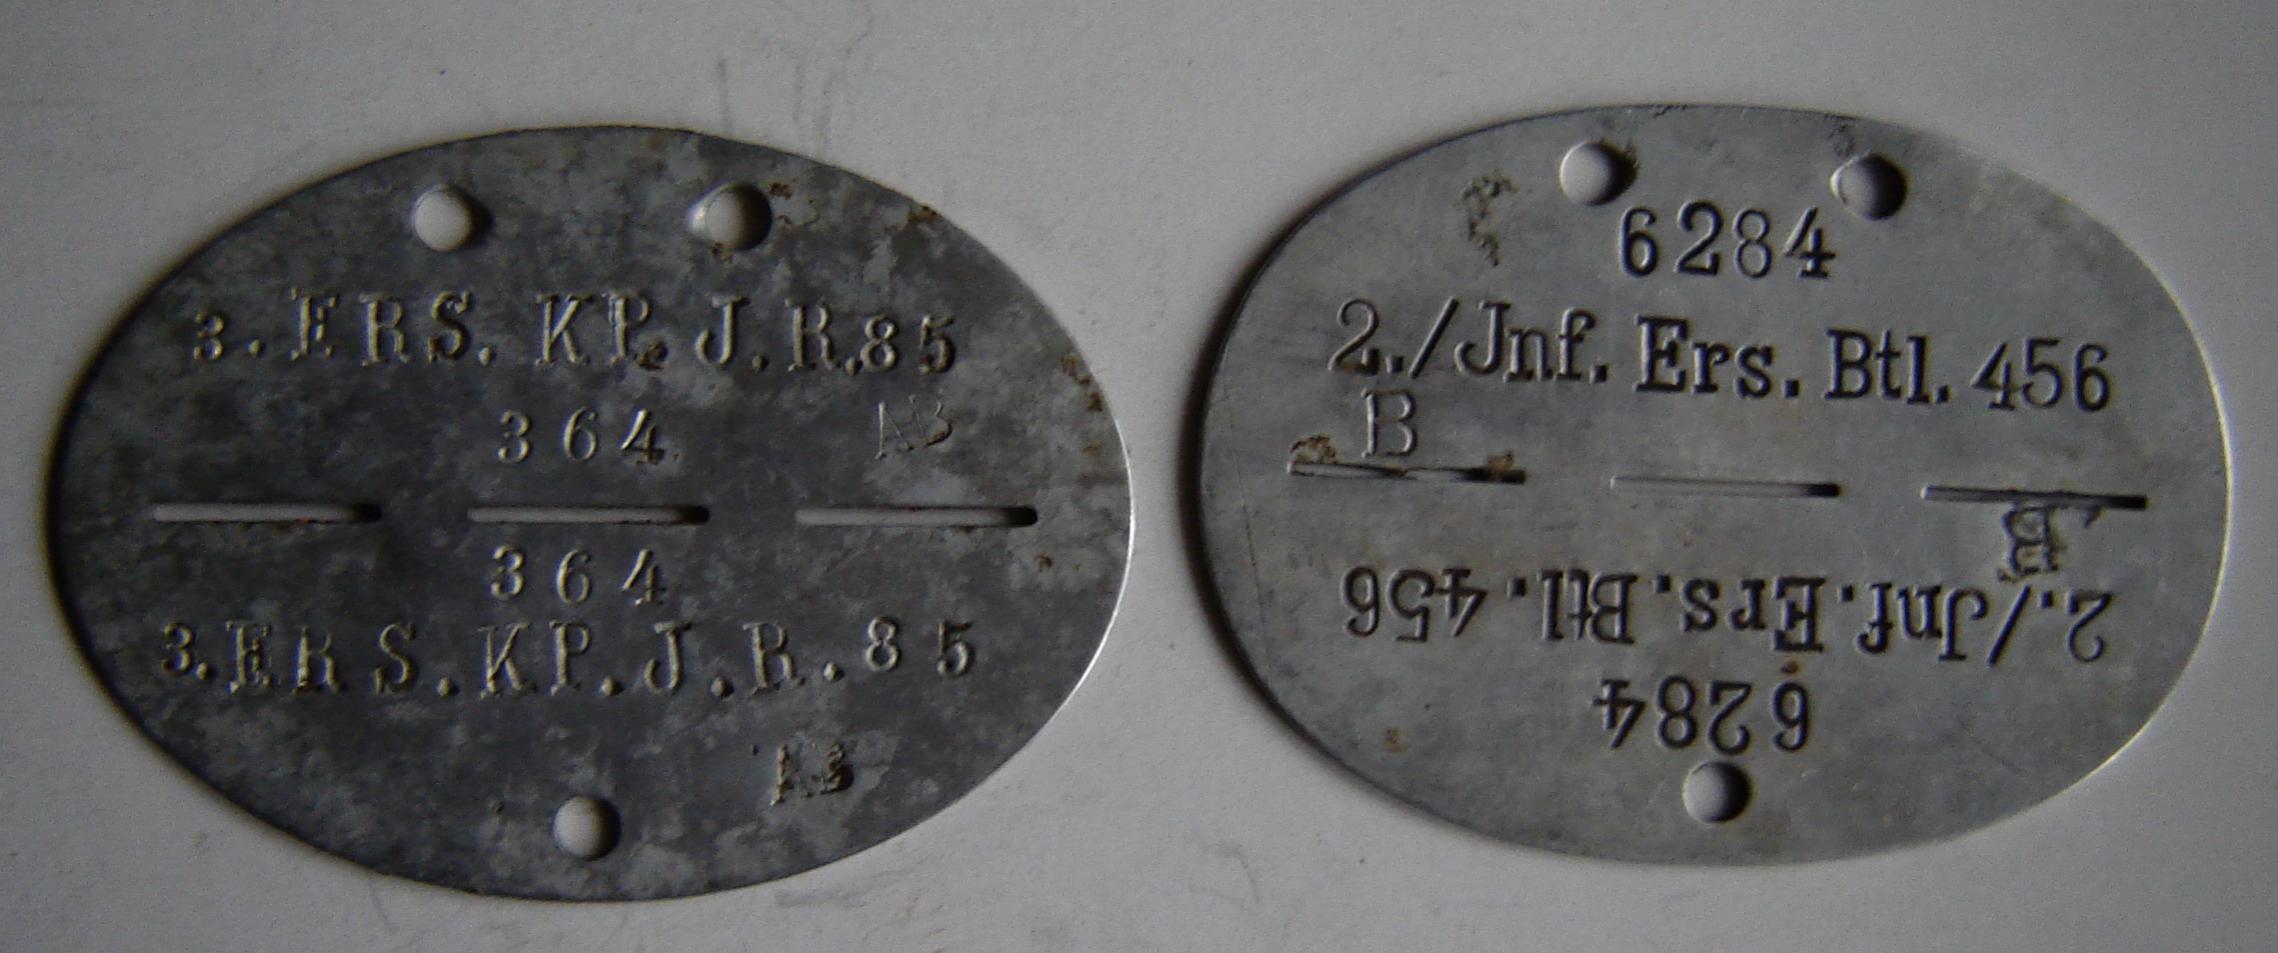 3. ERS. KP. J. R. 85
364 AB
364
3. ERS. KP. J. R. 85
AB
6284
2./Jnf. Ers. Btl. 456
B
B
2./Jnf. Ers. Btl. 456
6284